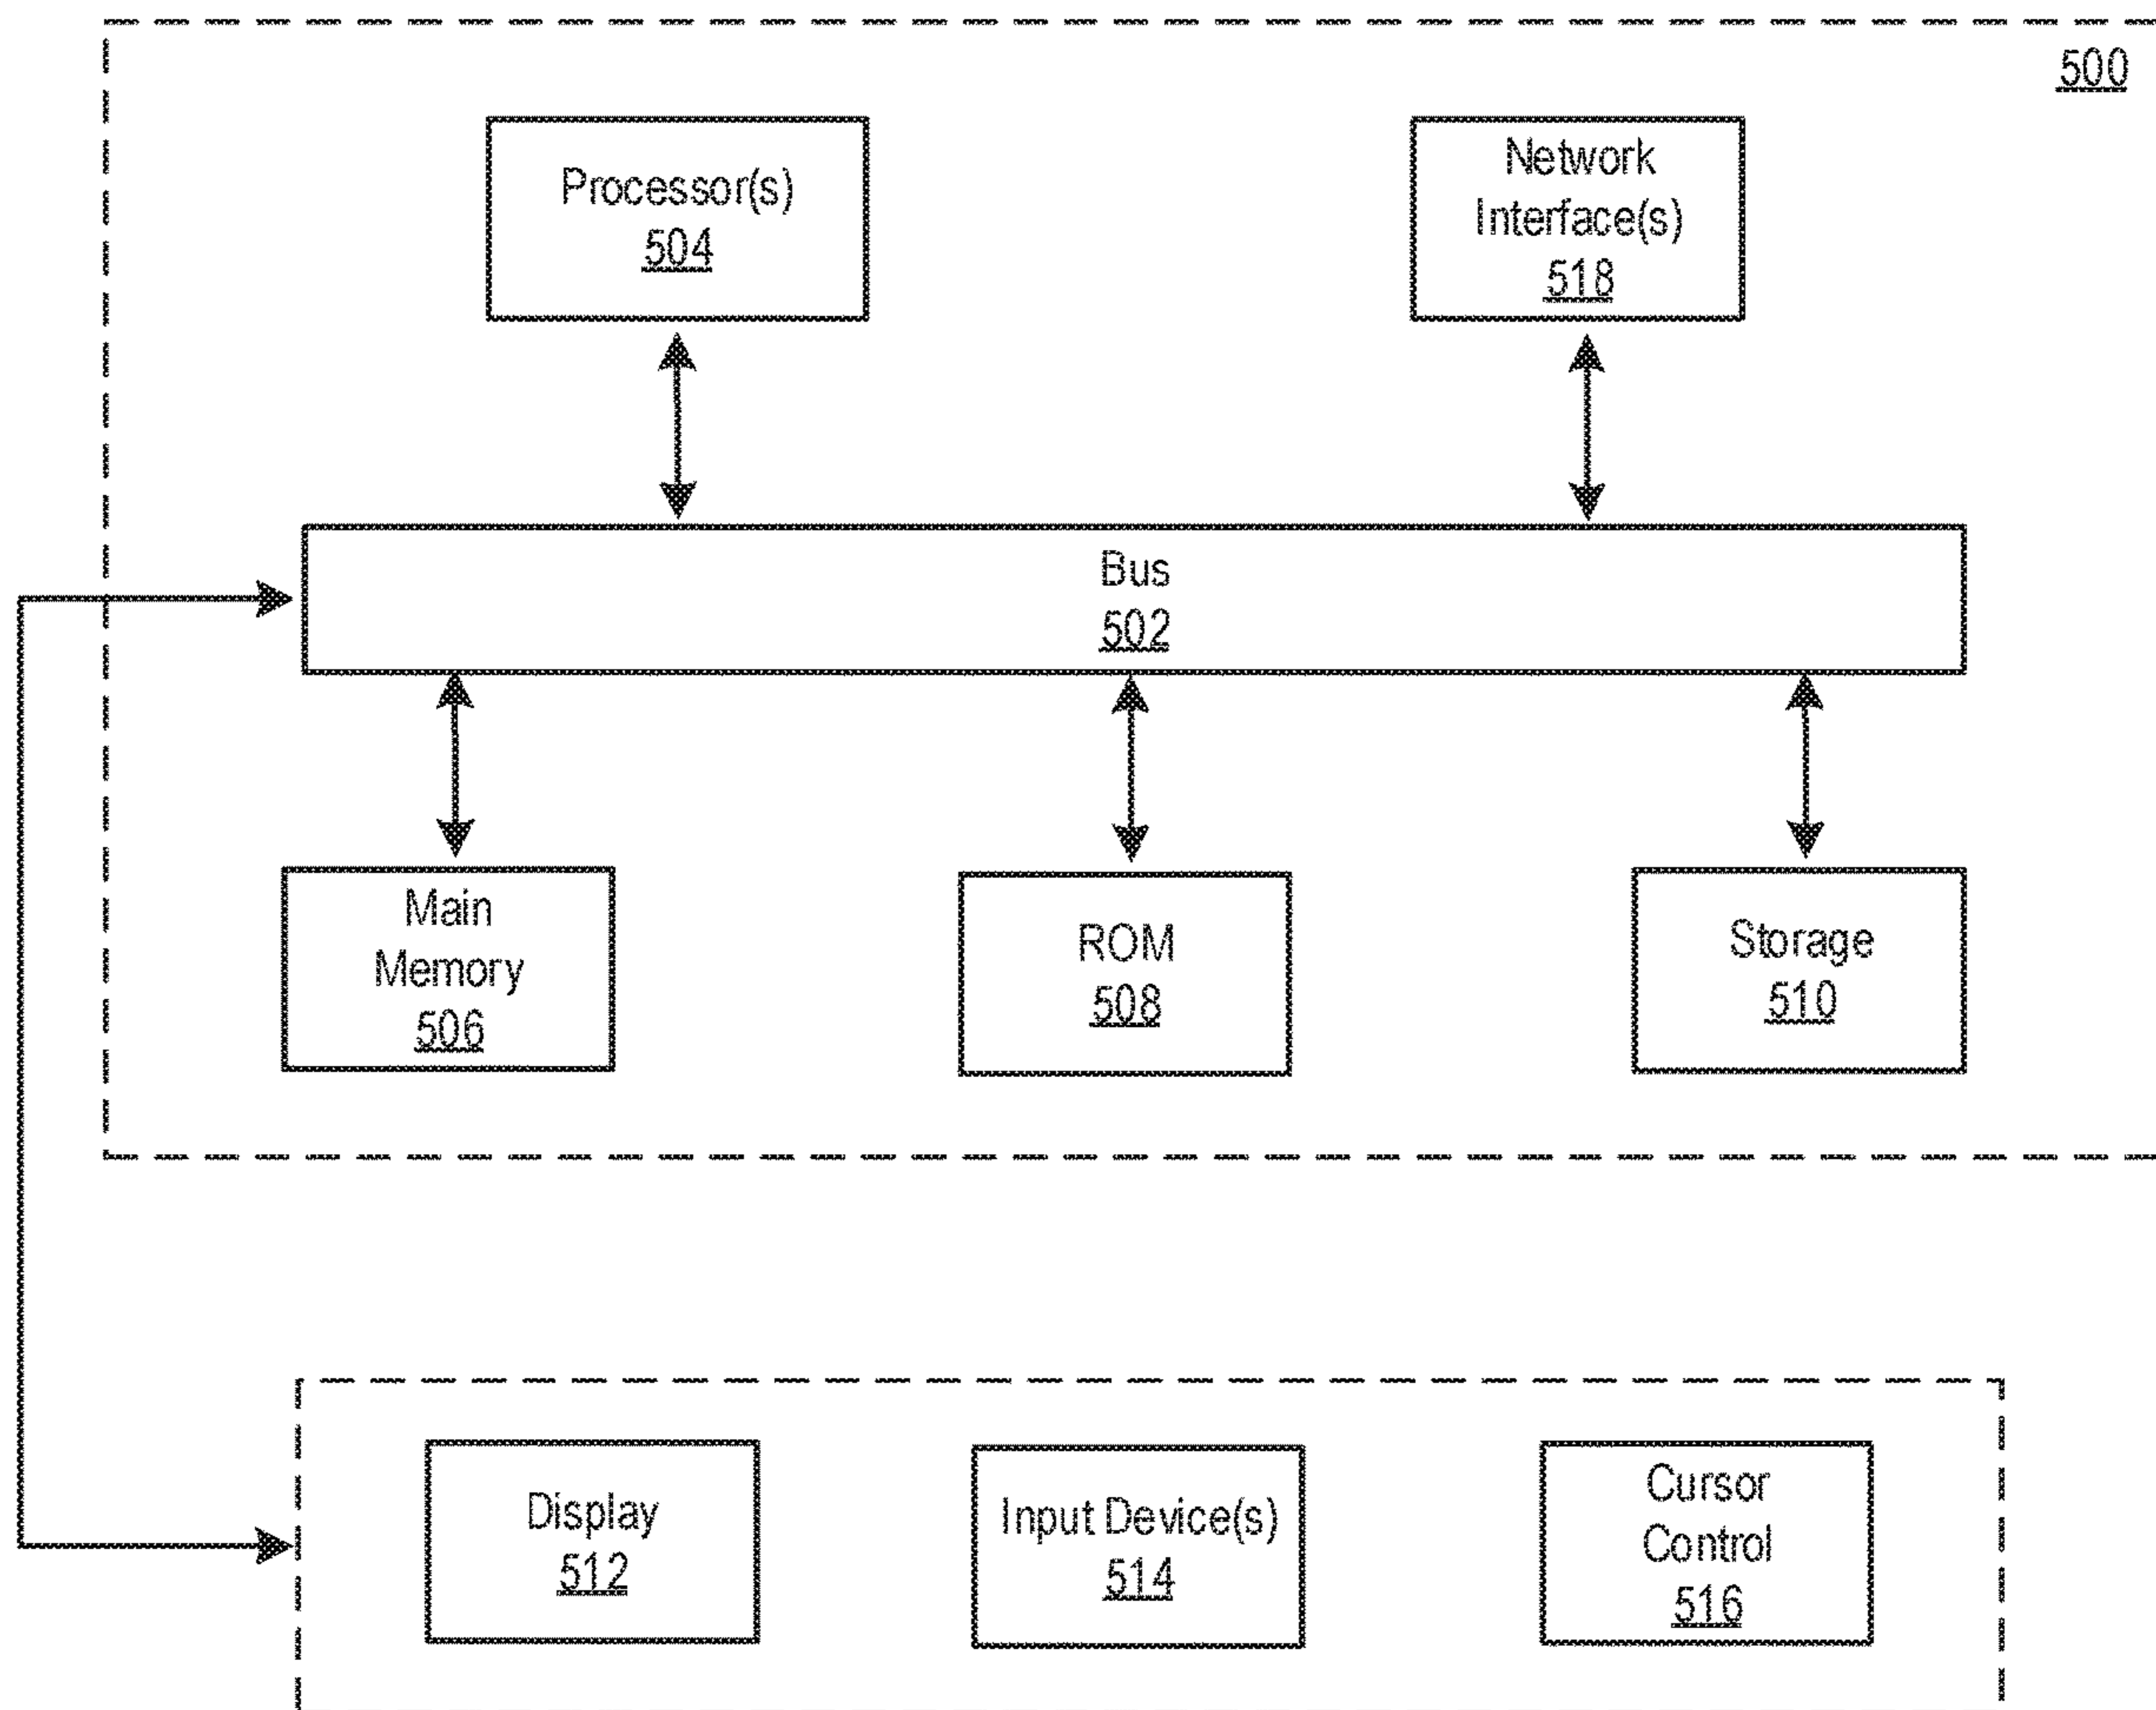 500
Processor(s)
504
Network
Interface(s)
518
Bus
502
Main
Memory
506
ROM
508
Storage
510
Display
512
Input Device(s)
514
Cursor
Control
516